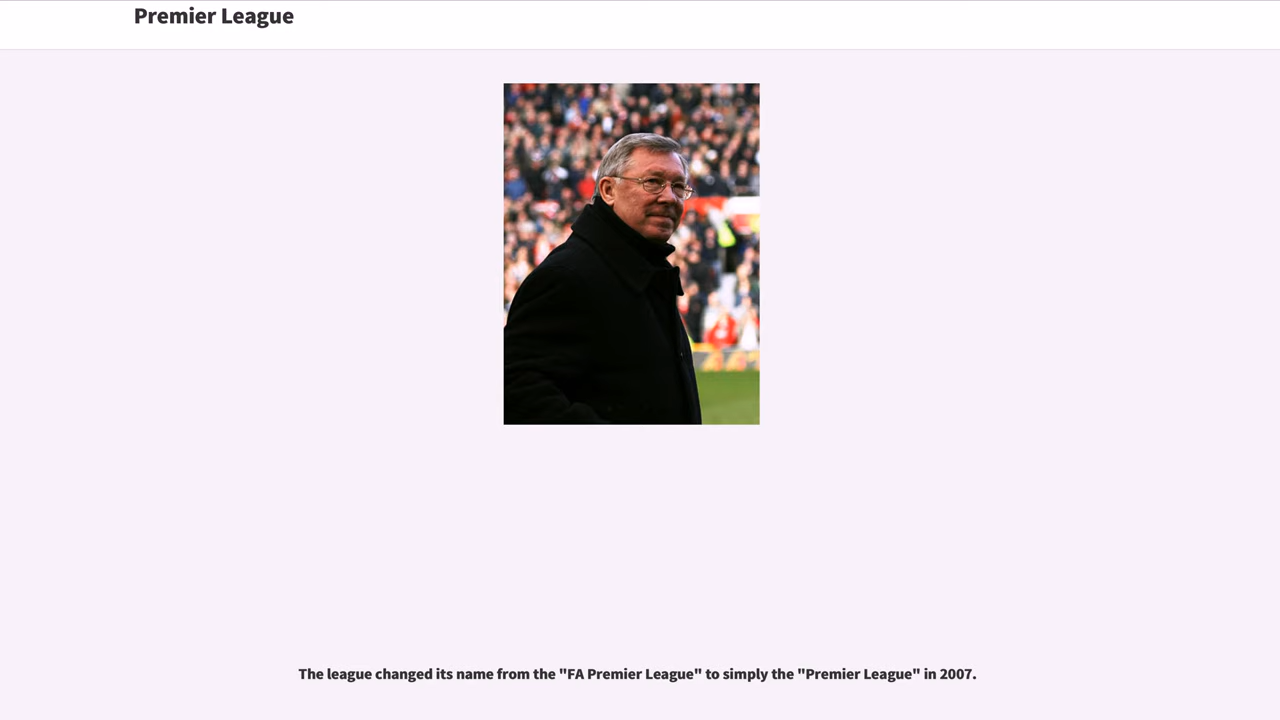 Premier League
The league changed its name from the "FA Premier League" to simply the "Premier League" in 2007.